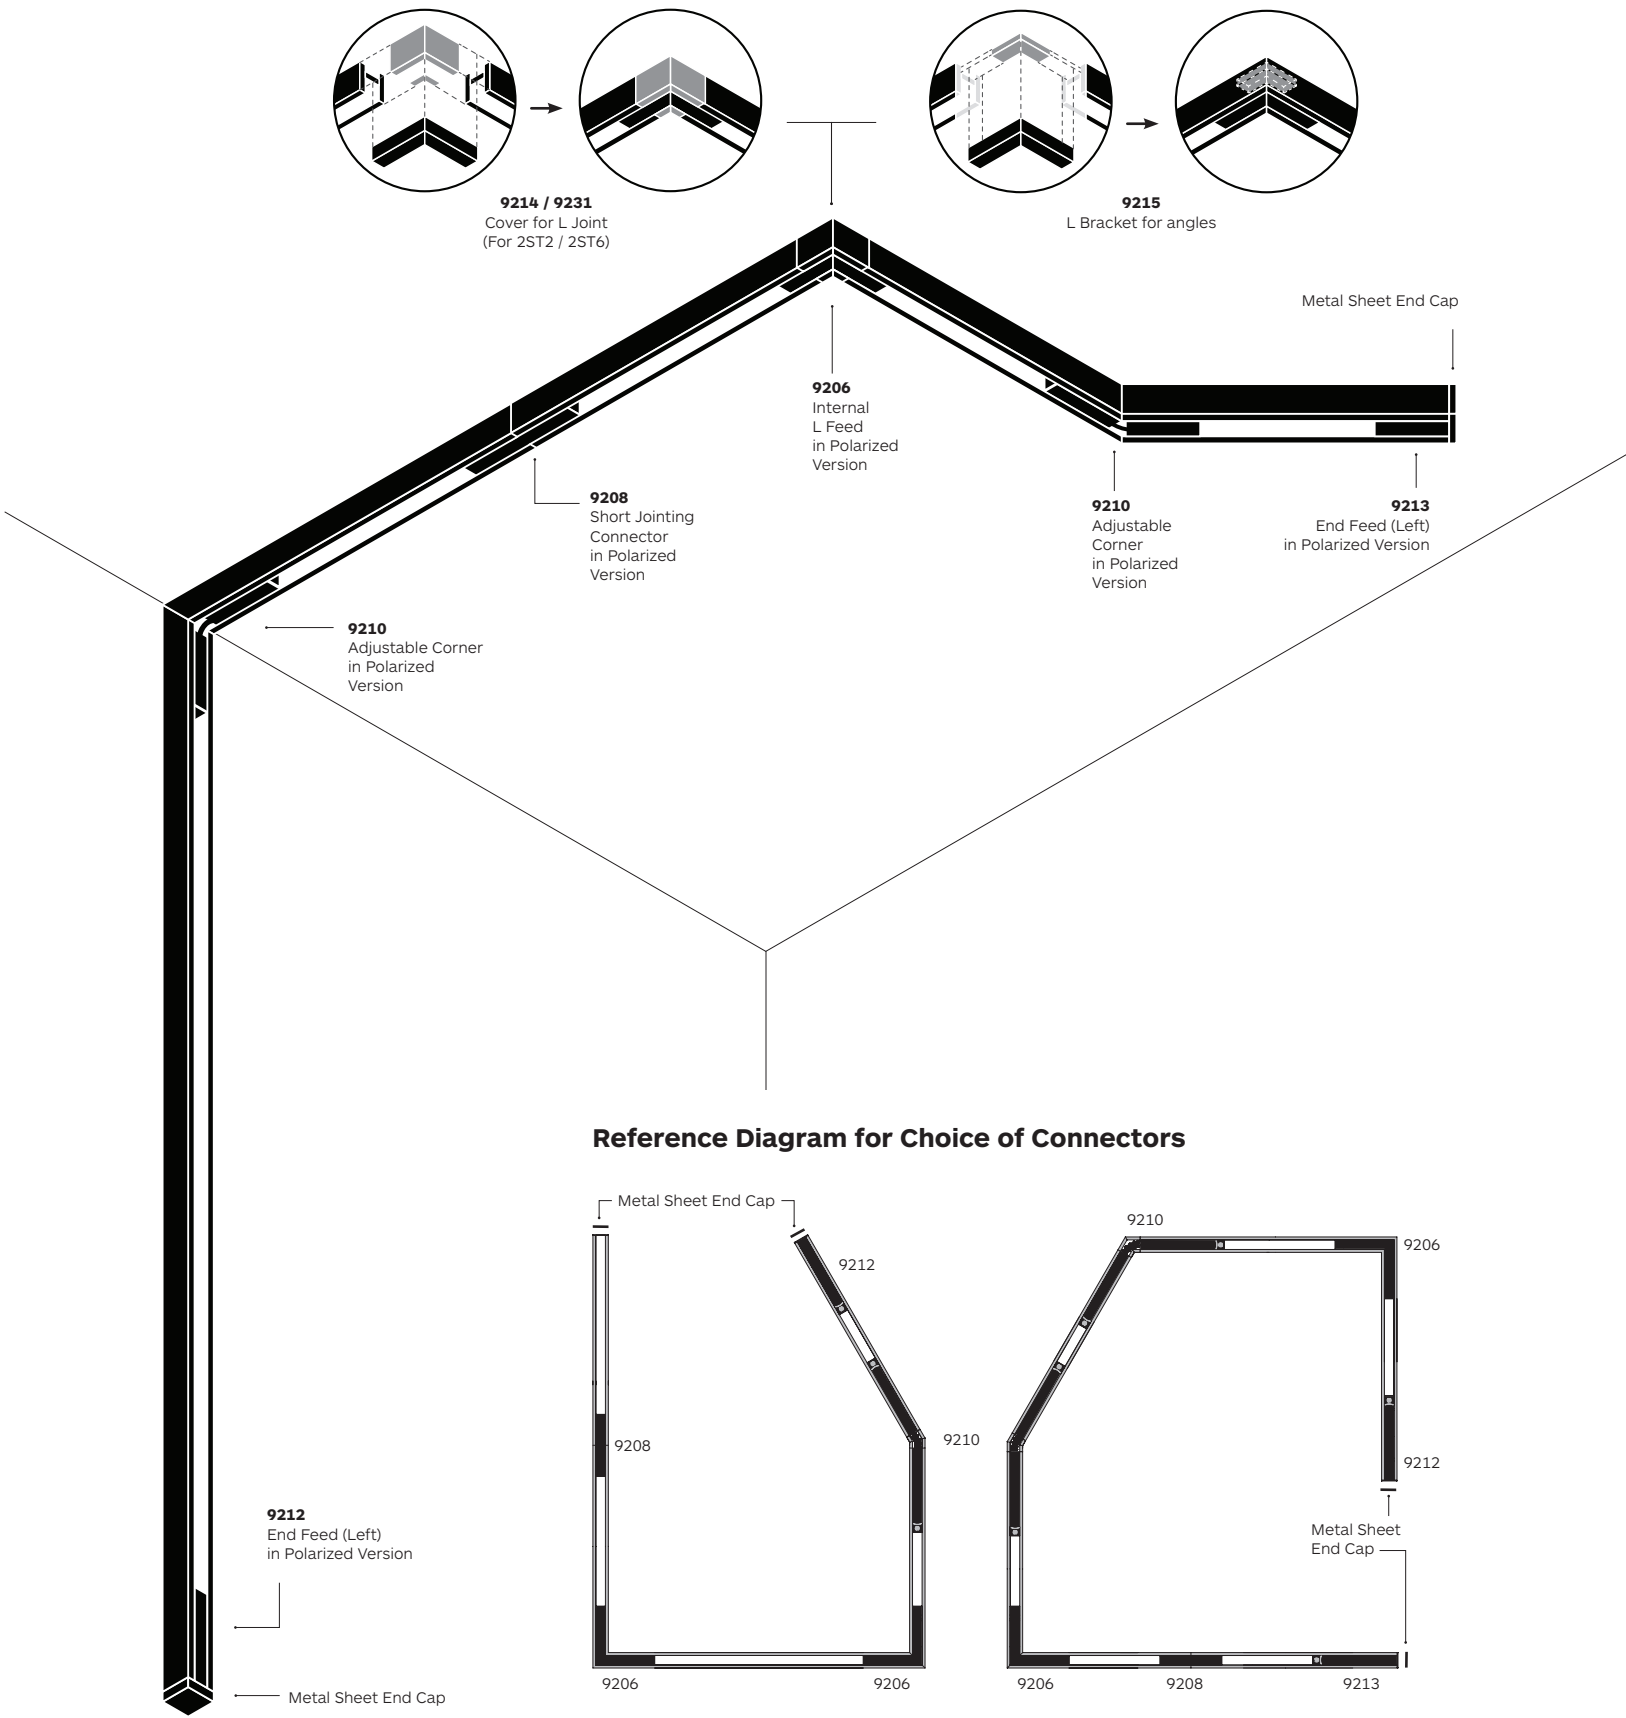 9214 / 9231
Cover for L Joint
(For 2ST2 / 2ST6)
9215
L Bracket for angles
Metal Sheet End Cap
9206
Internal
L Feed
in Polarized
Version
9208
Short Jointing
Connector
in Polarized
Version
9210
Adjustable
Corner
in Polarized
Version
9213
End Feed (Left)
in Polarized Version
9210
Adjustable Corner
in Polarized
Version
9212
End Feed (Left)
in Polarized Version
Metal Sheet End Cap
Reference Diagram for Choice of Connectors
Metal Sheet End Cap
9212
9208
9210
9206
9206
9210
9206
9212
Metal Sheet
End Cap
9206
9208
9213